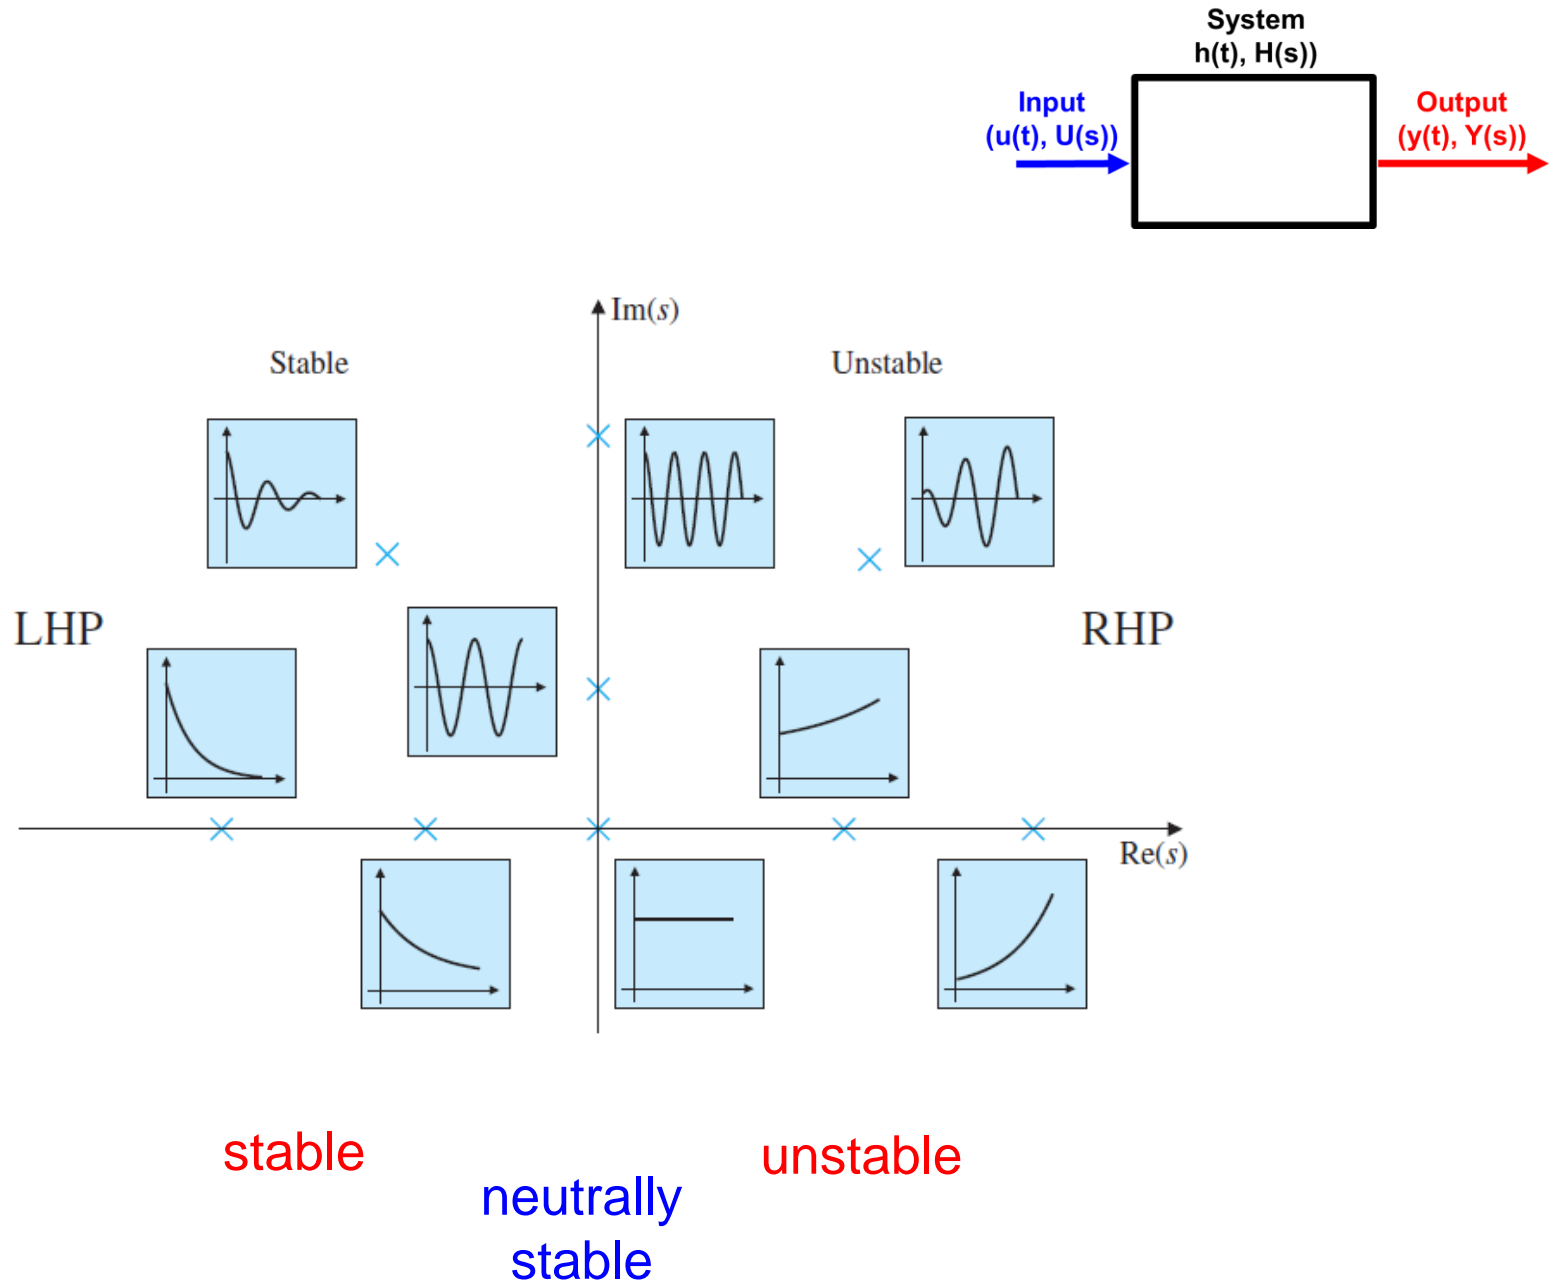 System
h(t), H(s))
Input
(u(t), U(s))
Output
(y(t), Y(s))
Im(s)
Stable
Unstable
LHP
RHP
Re(s)
stable
unstable
neutrally
stable